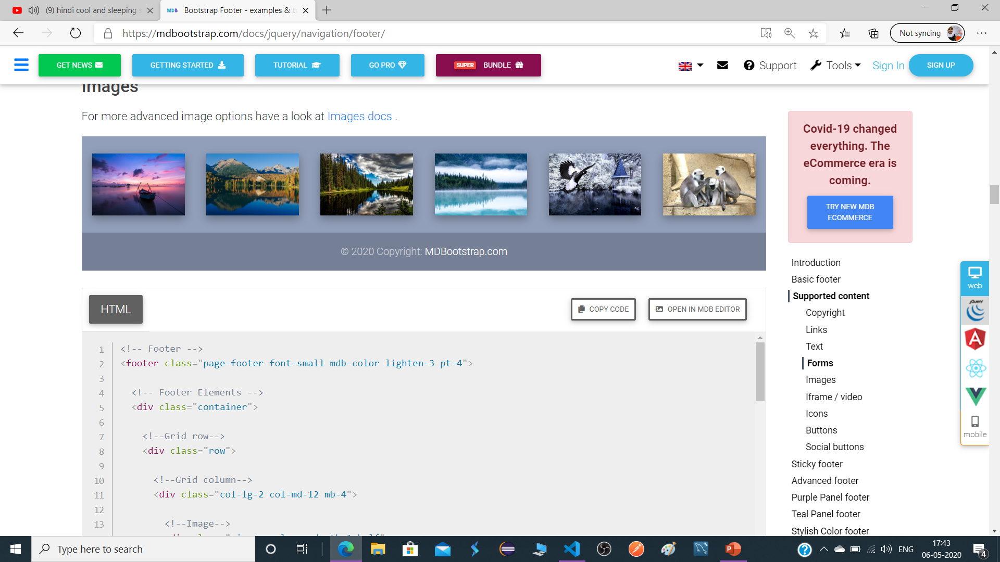 (9) hindi cool and sleeping s
MDB Bootstrap Footer - examples & tu
https://mdbootstrap.com/docs/jquery/navigation/footer/
Not syncing
GET NEWS
GETTING STARTED
TUTORIAL
GO PRO
SUPER BUNDLE
Support
Tools
Sign In
SIGN UP
Images
For more advanced image options have a look at Images docs .
© 2020 Copyright: MDBootstrap.com
HTML
COPY CODE
OPEN IN MDB EDITOR
1 <!-- Footer -->
2 <footer class="page-footer font-small mdb-color lighten-3 pt-4">
3
4 <!-- Footer Elements -->
5 <div class="container">
6
7 <!--Grid row-->
8 <div class="row">
9
10 <!--Grid column-->
11 <div class="col-lg-2 col-md-12 mb-4">
12
13 <!--Image-->
Covid-19 changed
everything. The
eCommerce era is
coming.
TRY NEW MDB
ECOMMERCE
Introduction
Basic footer
Supported content
Copyright
Links
Text
Forms
Images
Iframe / video
Icons
Buttons
Social buttons
Sticky footer
Advanced footer
Purple Panel footer
Teal Panel footer
Stylish Color footer
web
jQuery
mobile
Type here to search
ENG
17:43
06-05-2020
4